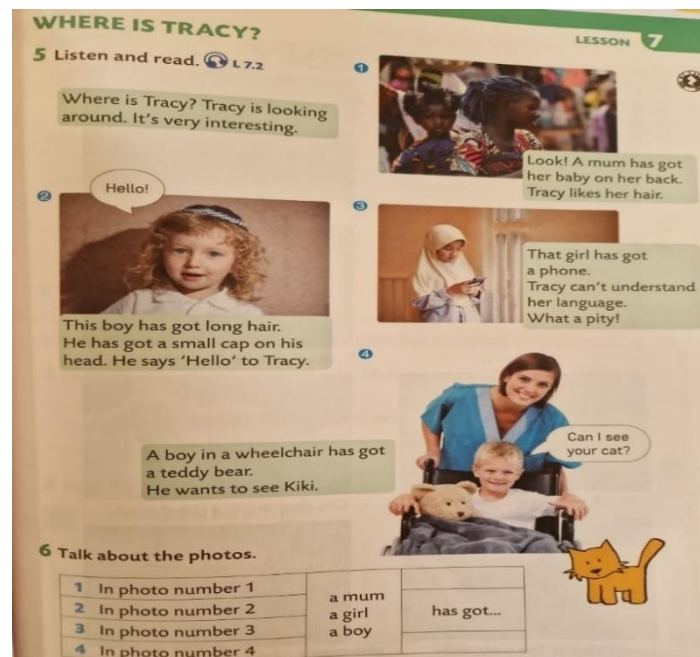 WHERE IS TRACY?
LESSON 7
5 Listen and read. L 7.2
Where is Tracy? Tracy is looking
around. It's very interesting.
1
Look! A mum has got
her baby on her back.
Tracy likes her hair.
2
Hello!
This boy has got long hair.
He has got a small cap on his
head. He says 'Hello' to Tracy.
3
That girl has got
a phone.
Tracy can't understand
her language.
What a pity!
4
Can I see
your cat?
A boy in a wheelchair has got
a teddy bear.
He wants to see Kiki.
6 Talk about the photos.
1 In photo number 1
2 In photo number 2
3 In photo number 3
4 In photo number 4
a mum
a girl
a boy
has got...